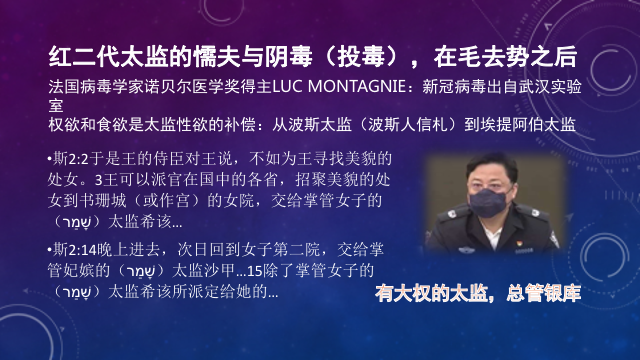 红二代太监的懦夫与阴毒（投毒），在毛去势之后
法国病毒学家诺贝尔医学奖得主LUC MONTAGNIE：新冠病毒出自武汉实验
室
权欲和食欲是太监性欲的补偿：从波斯太监（波斯人信札）到埃提阿伯太监
•斯2:2于是王的侍臣对王说，不如为王寻找美貌的
处女。3王可以派官在国中的各省，招聚美貌的处
女到书珊城（或作宫）的女院，交给掌管女子的
（שֹׁמֵר）太监希该...
•斯2:14晚上进去，次日回到女子第二院，交给掌
管妃嫔的（שֹׁמֵר）太监沙甲...15除了掌管女子的
（שֹׁמֵר）太监希该所派定给她的...
有大权的太监，总管银库